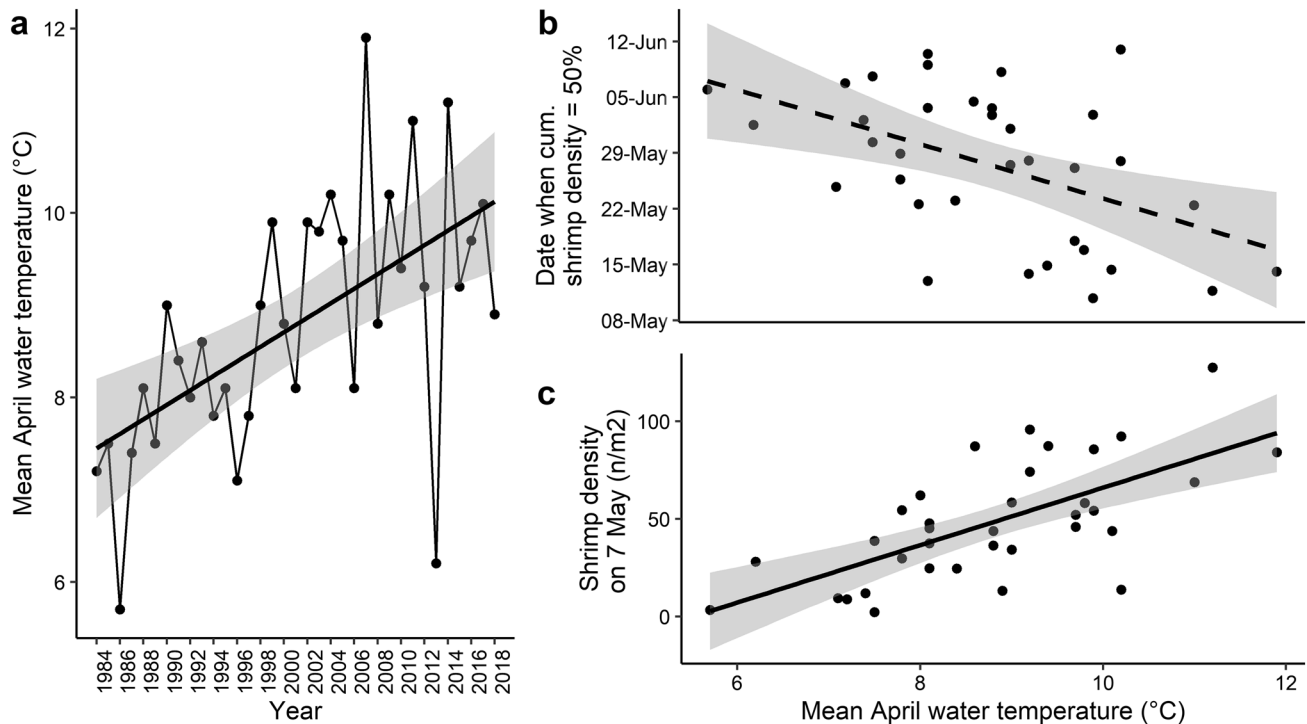 a
Mean April water temperature (°C)
12
10
8
6
1984
1986
1988
1990
1992
1994
1996
1998
2000
2002
2004
2006
2008
2010
2012
2014
2016
2018
Year
b
Date when cum.
shrimp density = 50%
12-Jun
05-Jun
29-May
22-May
15-May
08-May
c
Shrimp density
on 7 May (n/m2)
100
50
0
6
8
10
12
Mean April water temperature (°C)